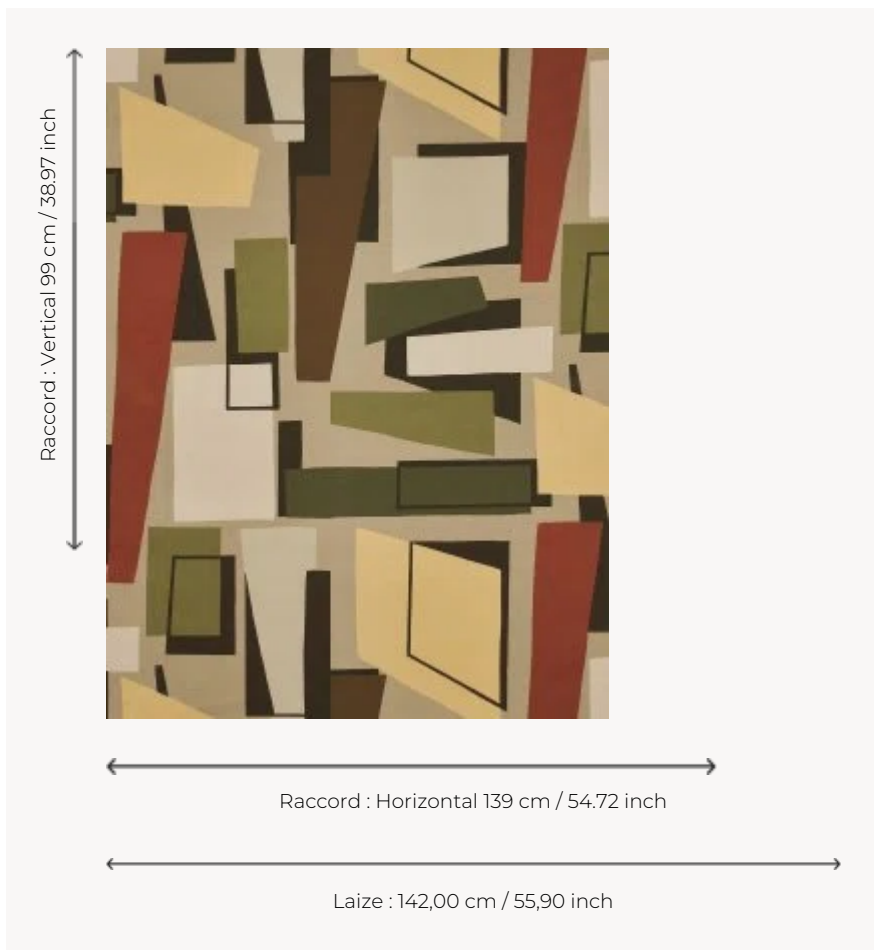 Raccord : Vertical 99 cm / 38.97 inch
Raccord : Horizontal 139 cm / 54.72 inch
Laize : 142,00 cm / 55,90 inch